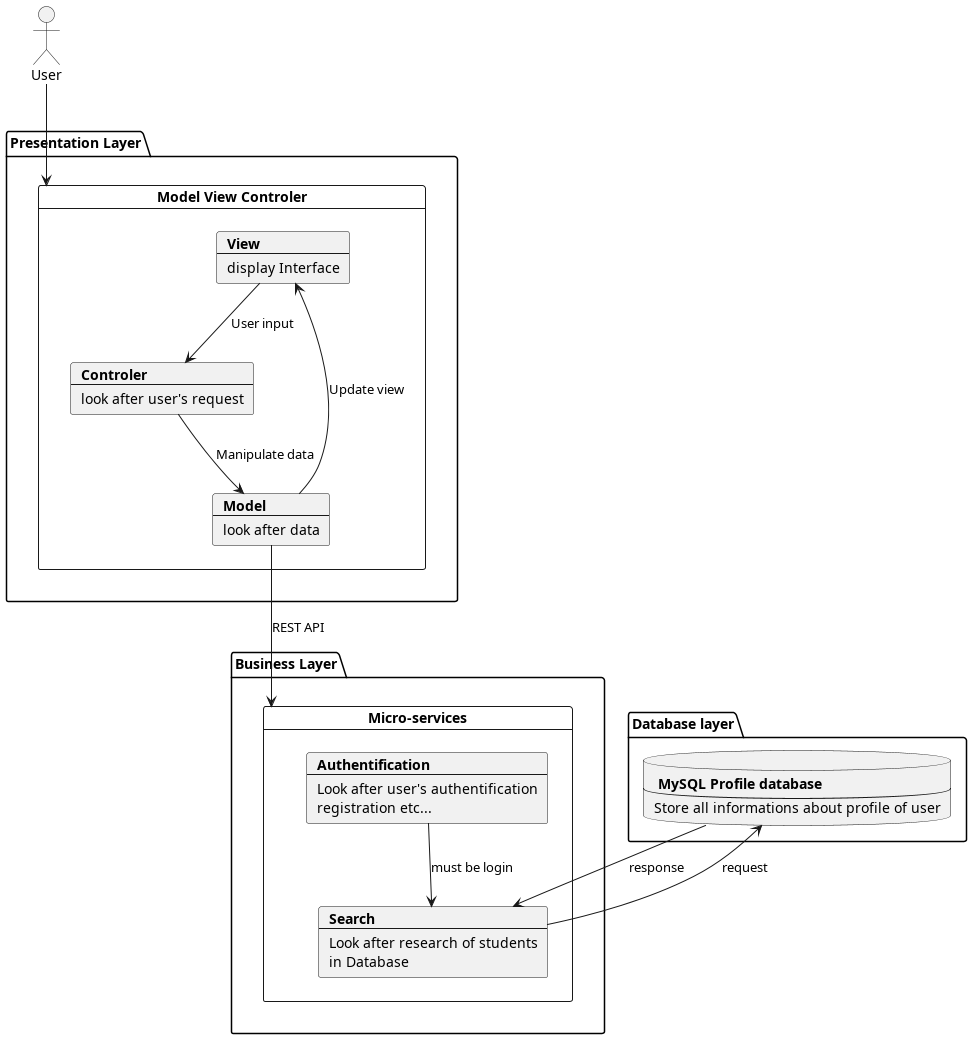 User
Presentation Layer
Model View Controler
View
display Interface
User input
Controler
look after user's request
Update view
Manipulate data
Model
look after data
REST API
Business Layer
Micro-services
Authentification
Look after user's authentification
registration etc...
must be login
Search
Look after research of students
in Database
Database layer
MySQL Profile database
Store all informations about profile of user
response
request